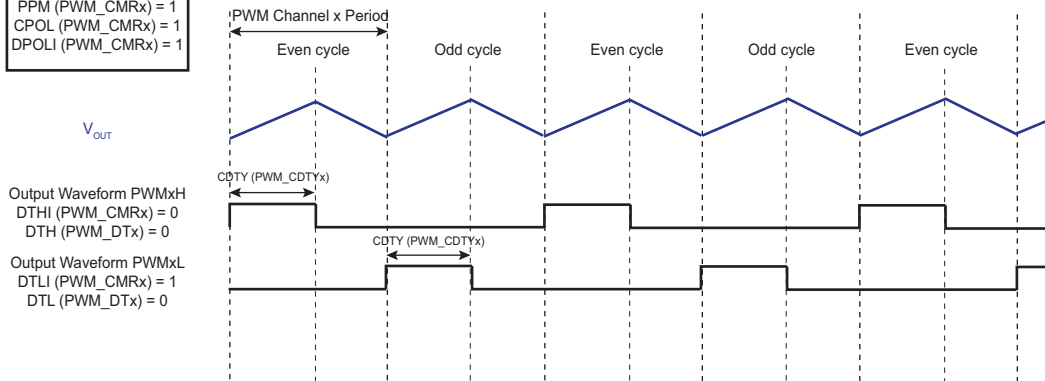 PPM (PWM_CMRx) = 1
CPOL (PWM_CMRx) = 1
DPOLI (PWM_CMRx) = 1
PWM Channel x Period
Even cycle
Odd cycle
Even cycle
Odd cycle
Even cycle
VOUT
CDTY (PWM_CDTYx)
Output Waveform PWMxH
DTHI (PWM_CMRx) = 0
DTH (PWM_DTx) = 0
CDTY (PWM_CDTYx)
Output Waveform PWMxL
DTLI (PWM_CMRx) = 1
DTL (PWM_DTx) = 0